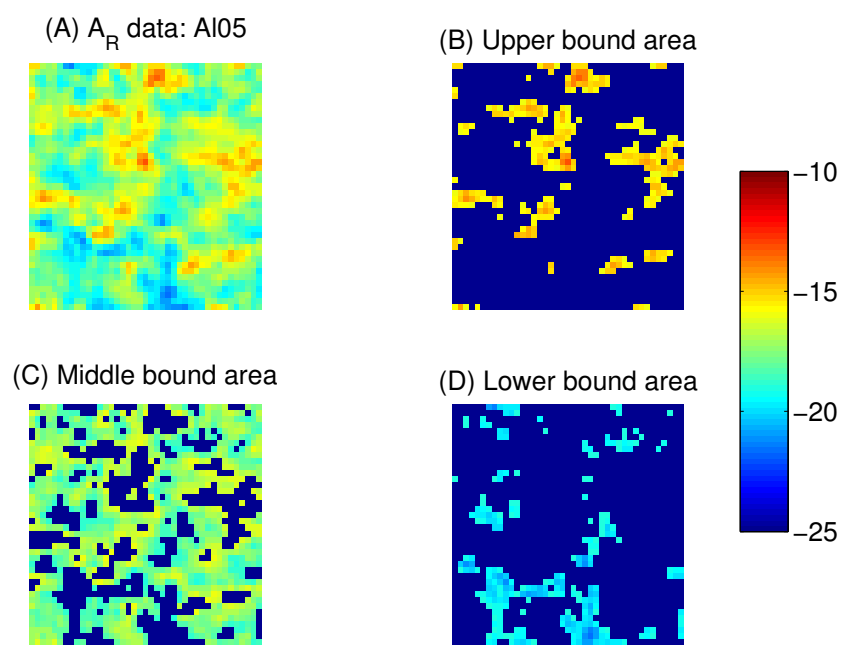 (A) A_R data: Al05
(B) Upper bound area
−10
−15
−20
−25
(C) Middle bound area
(D) Lower bound area